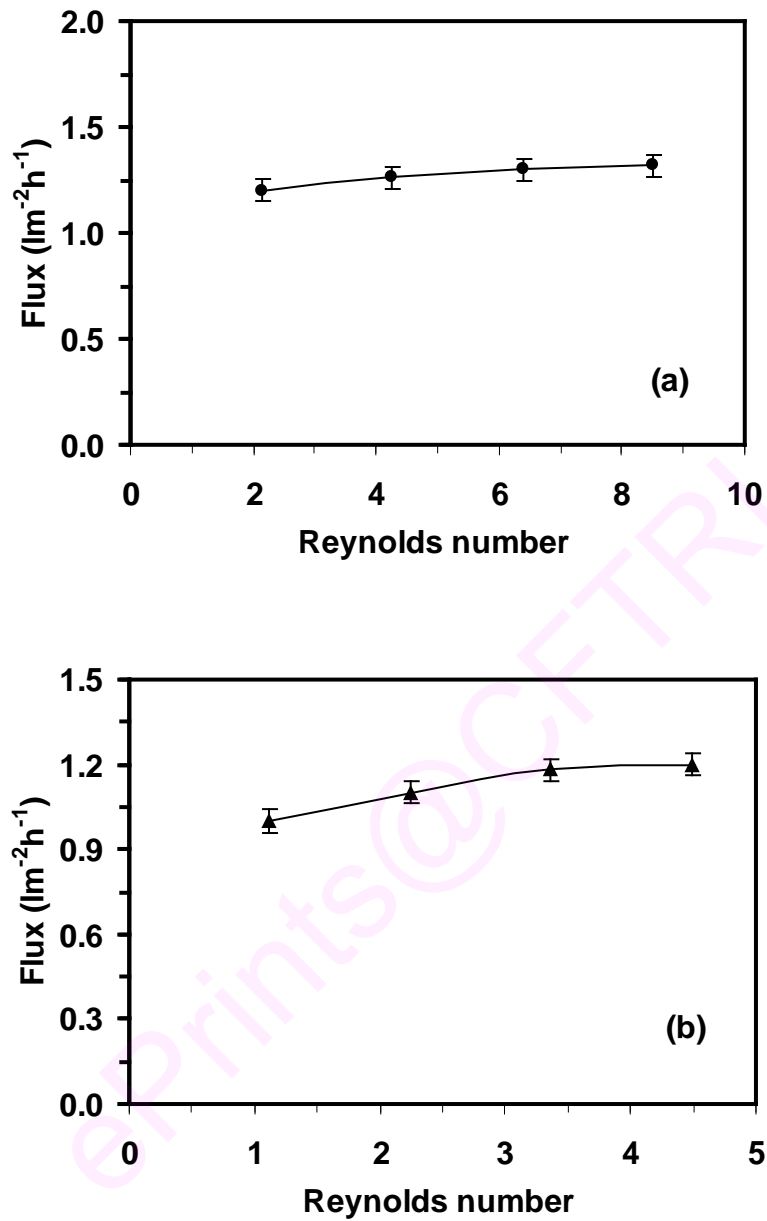 2.0
1.5
1.0
0.5
0.0
Flux (lm⁻²h⁻¹)
(a)
0 2 4 6 8 10
Reynolds number
1.5
1.2
0.9
0.6
0.3
0.0
Flux (lm⁻²h⁻¹)
(b)
0 1 2 3 4 5
Reynolds number
ePrints@CFTRI